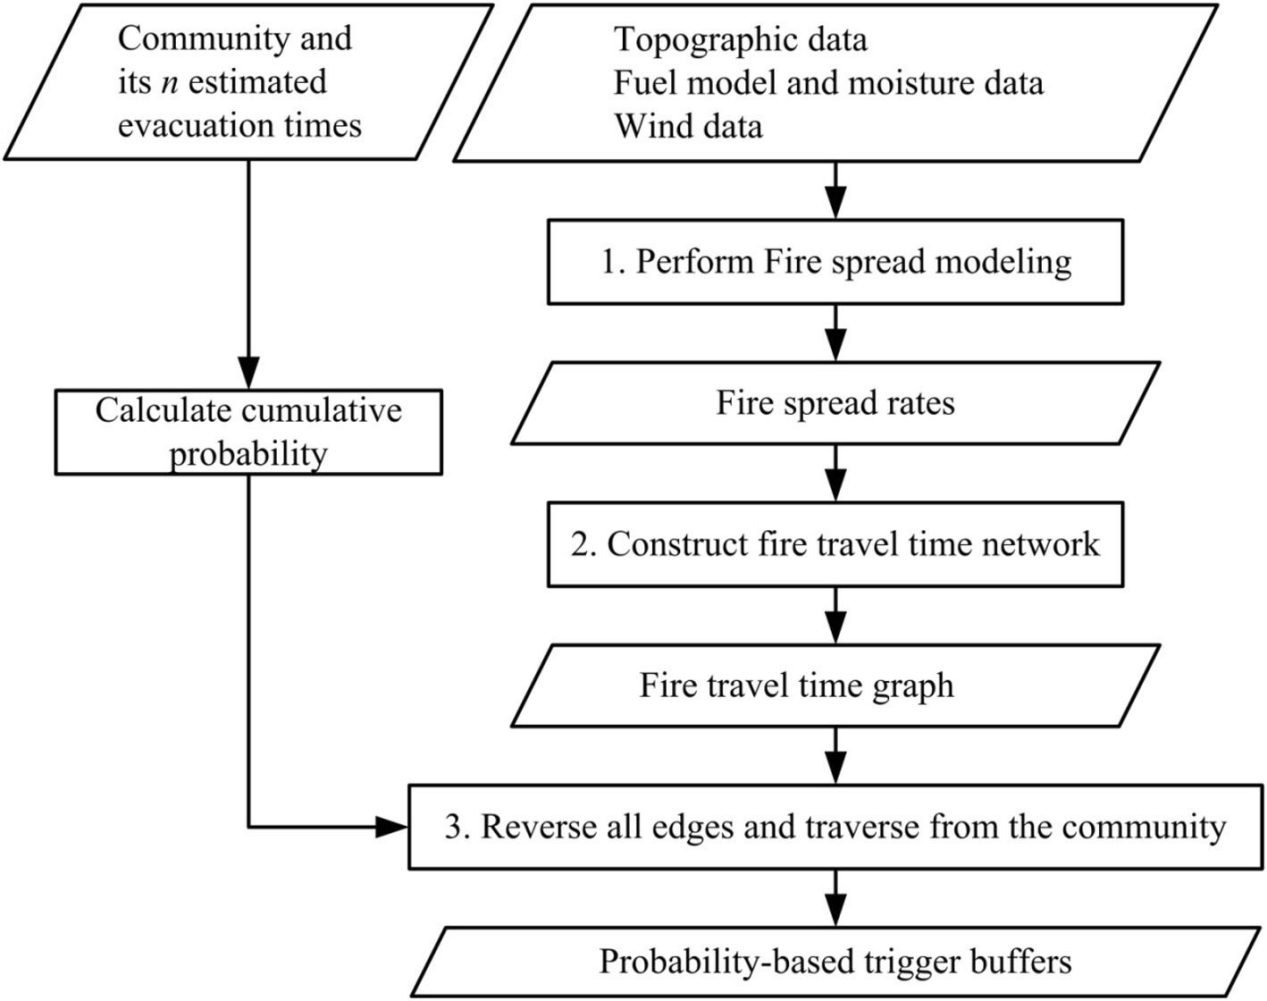 Community and
its n estimated
evacuation times
Topographic data
Fuel model and moisture data
Wind data
1. Perform Fire spread modeling
Fire spread rates
Calculate cumulative
probability
2. Construct fire travel time network
Fire travel time graph
3. Reverse all edges and traverse from the community
Probability-based trigger buffers